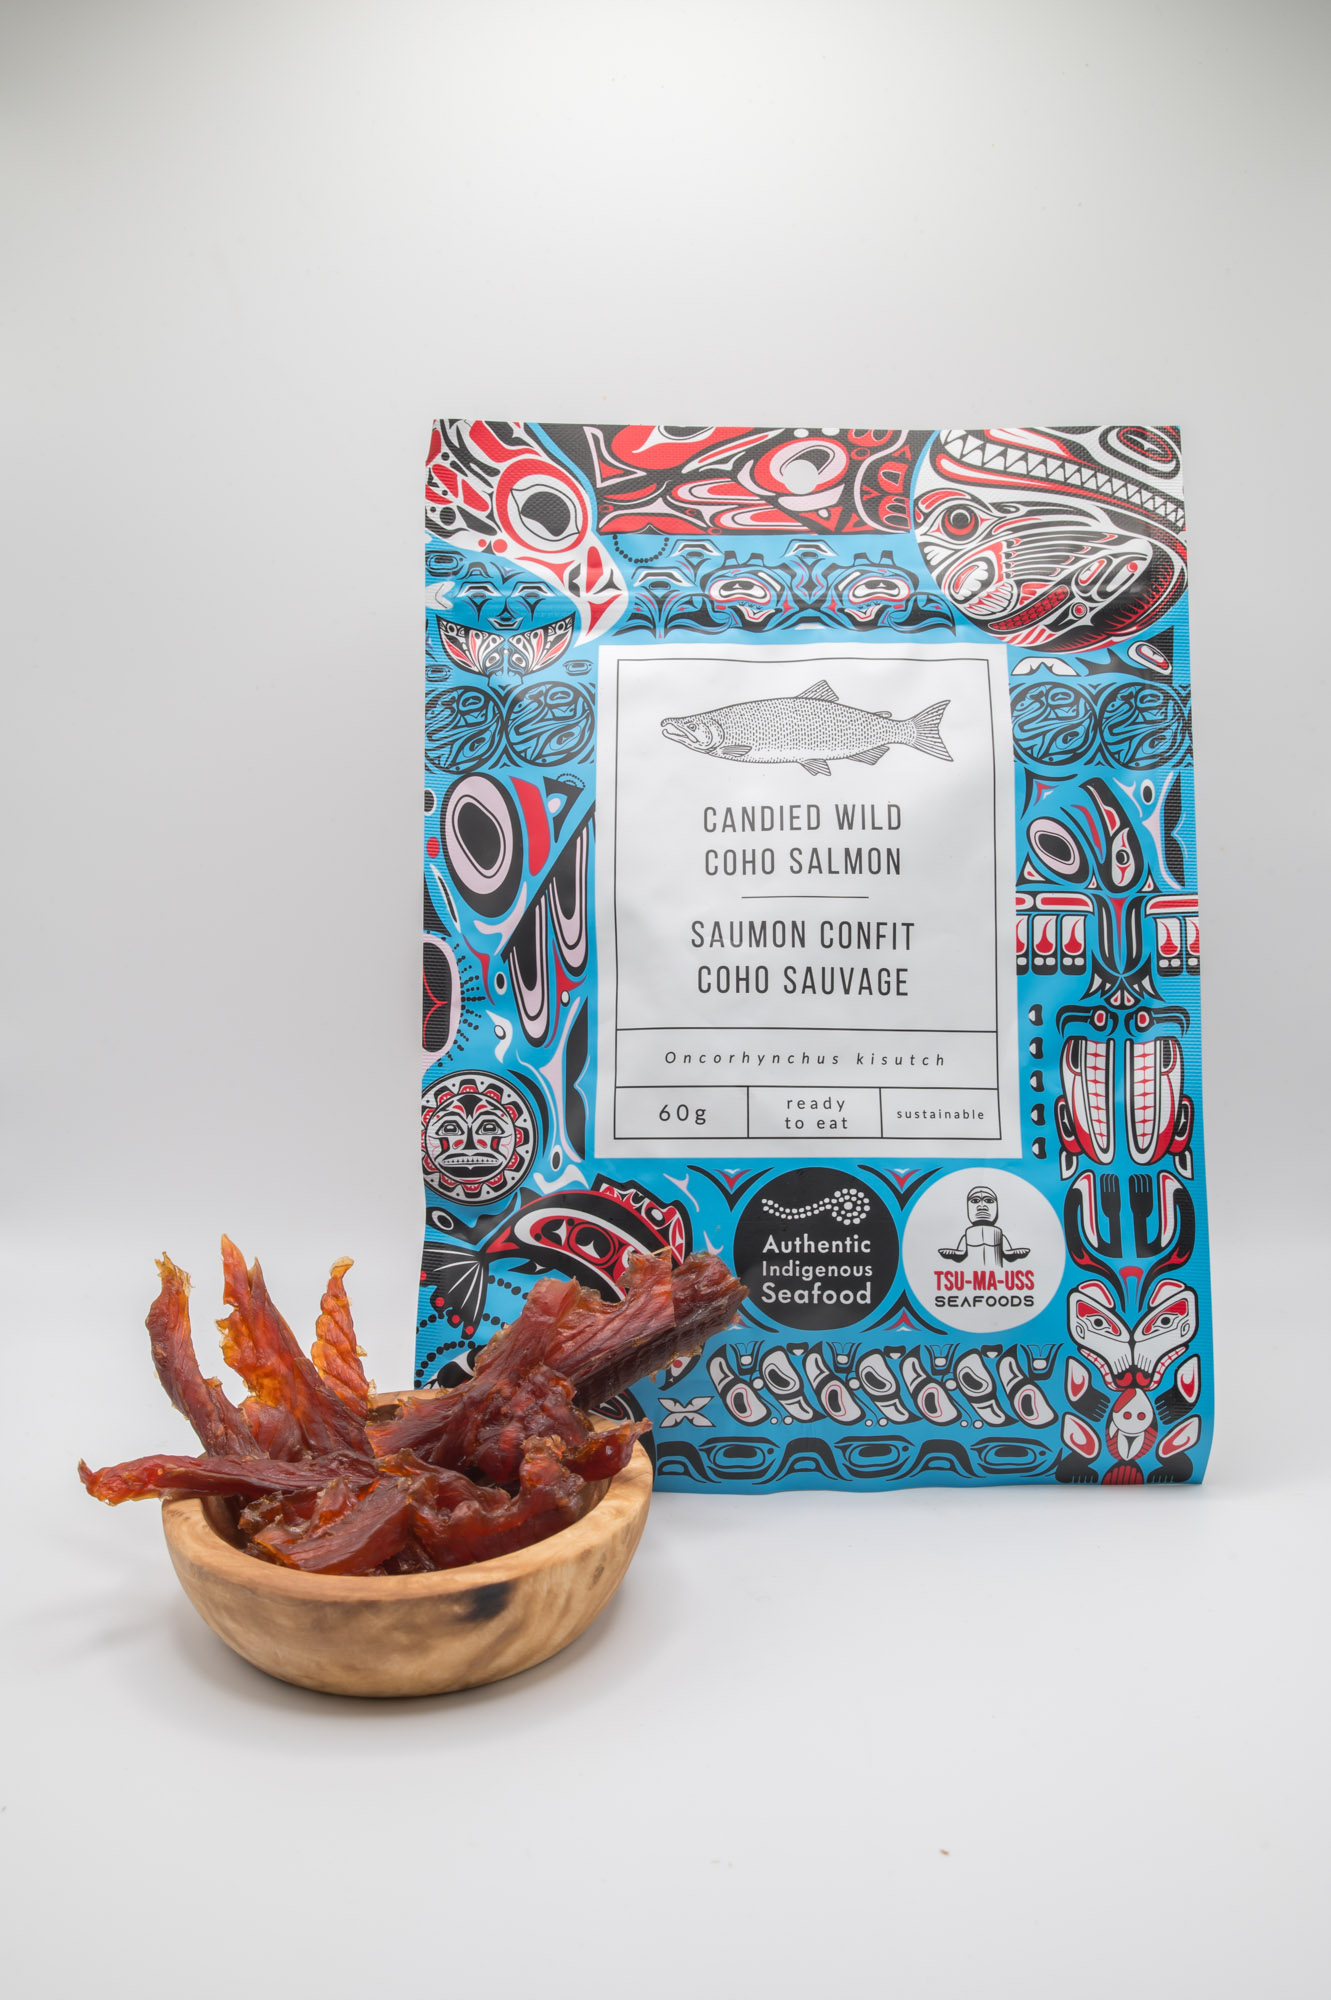 CANDIED WILD
COHO SALMON
SAUMON CONFIT
COHO SAUVAGE
Oncorhynchus kisutch
60g
ready
to eat
sustainable
Authentic
Indigenous
Seafood
TSU-MA-USS
SEAFOODS